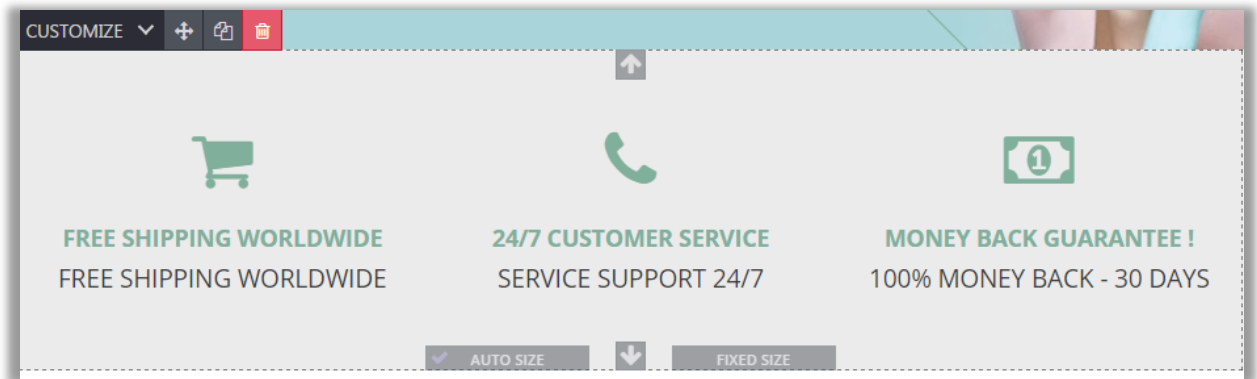 CUSTOMIZE
1
FREE SHIPPING WORLDWIDE
FREE SHIPPING WORLDWIDE
24/7 CUSTOMER SERVICE
SERVICE SUPPORT 24/7
MONEY BACK GUARANTEE !
100% MONEY BACK - 30 DAYS
AUTO SIZE
FIXED SIZE